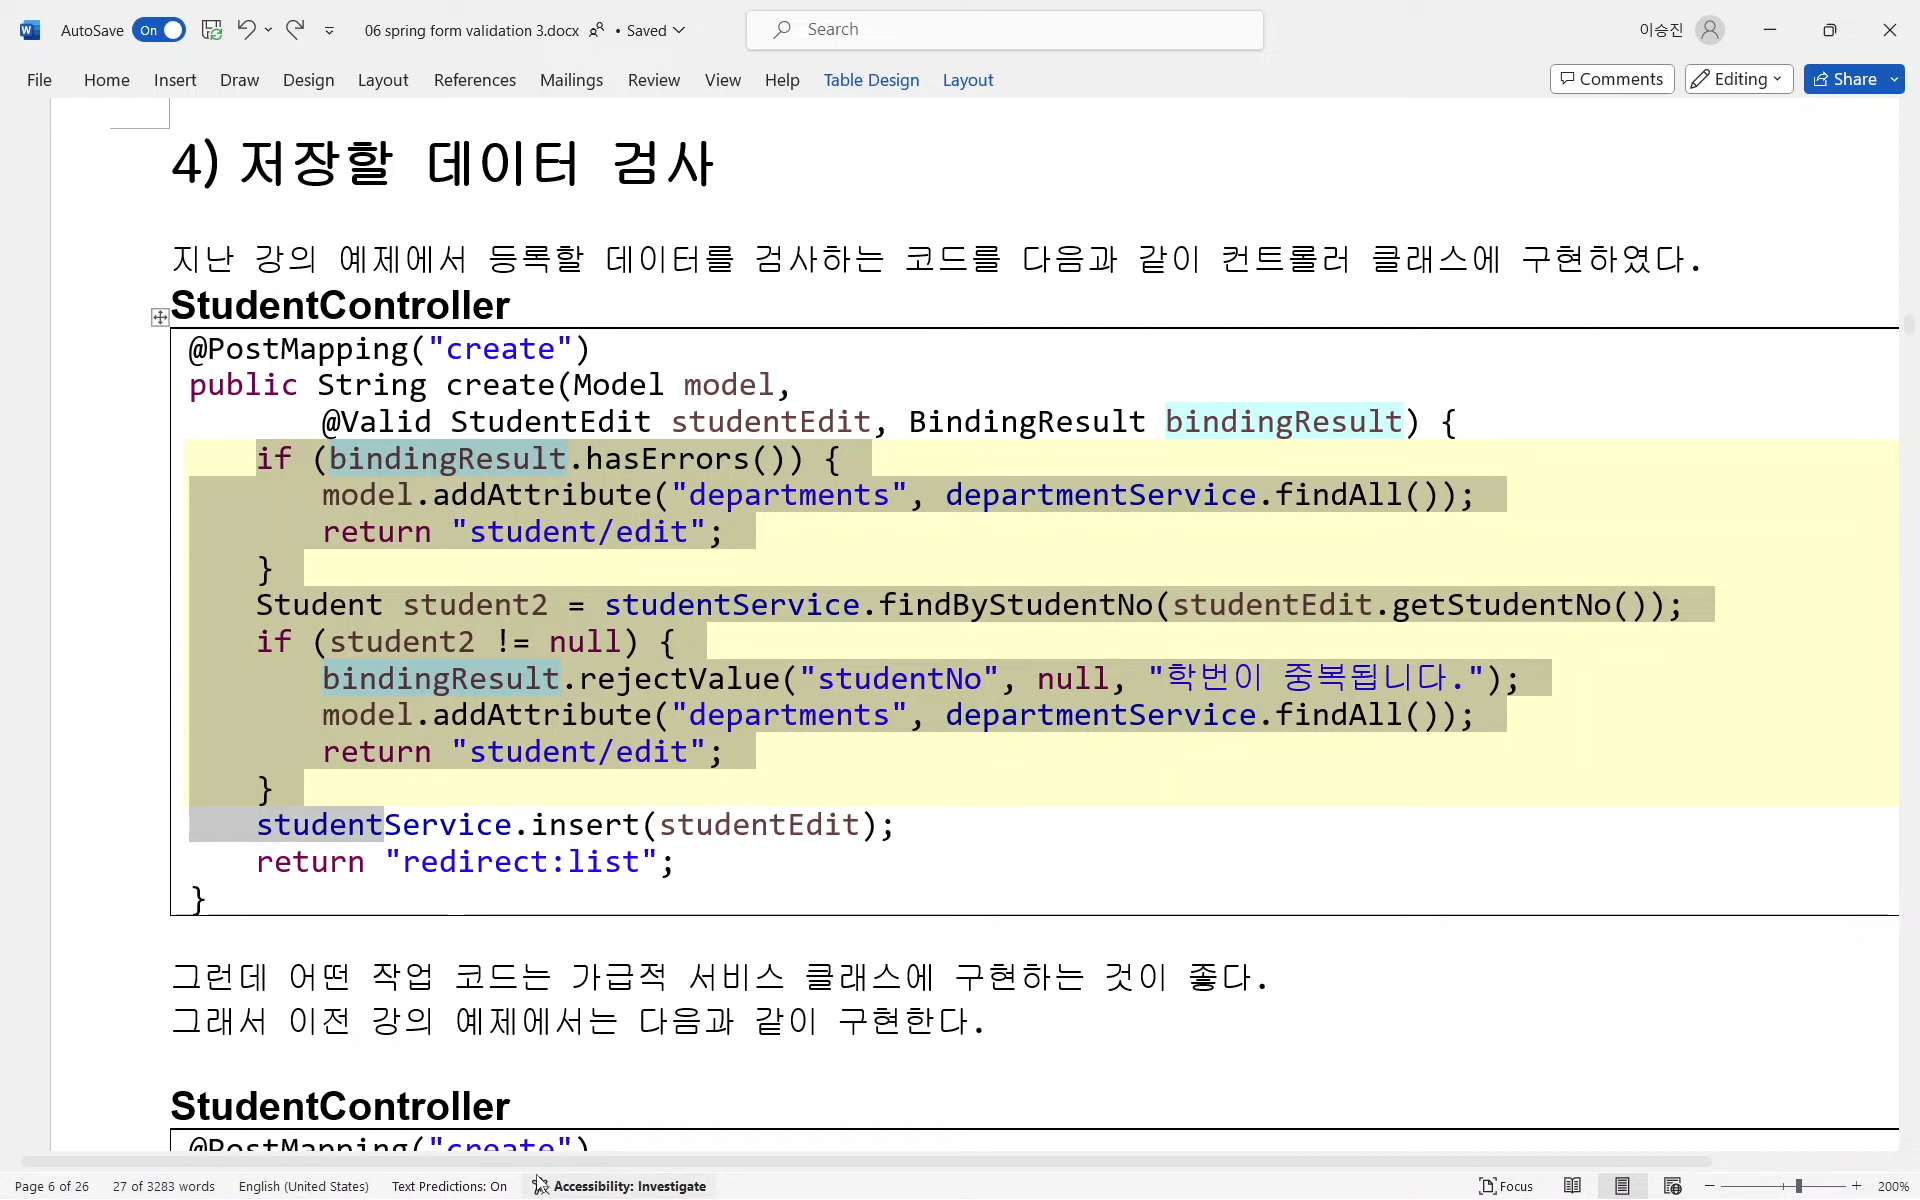 AutoSave On 06 spring form validation 3.docx • Saved Search 이승진
File Home Insert Draw Design Layout References Mailings Review View Help Table Design Layout Comments Editing Share
4) 저장할 데이터 검사
지난 강의 예제에서 등록할 데이터를 검사하는 코드를 다음과 같이 컨트롤러 클래스에 구현하였다.
StudentController
@PostMapping("create")
public String create(Model model,
@Valid StudentEdit studentEdit, BindingResult bindingResult) {
if (bindingResult.hasErrors()) {
model.addAttribute("departments", departmentService.findAll());
return "student/edit";
}
Student student2 = studentService.findByStudentNo(studentEdit.getStudentNo());
if (student2 != null) {
bindingResult.rejectValue("studentNo", null, "학번이 중복됩니다.");
model.addAttribute("departments", departmentService.findAll());
return "student/edit";
}
studentService.insert(studentEdit);
return "redirect:list";
}
그런데 어떤 작업 코드는 가급적 서비스 클래스에 구현하는 것이 좋다.
그래서 이전 강의 예제에서는 다음과 같이 구현한다.
StudentController
@PostMapping("create")
Page 6 of 26 27 of 3283 words English (United States) Text Predictions: On Accessibility: Investigate Focus 200%